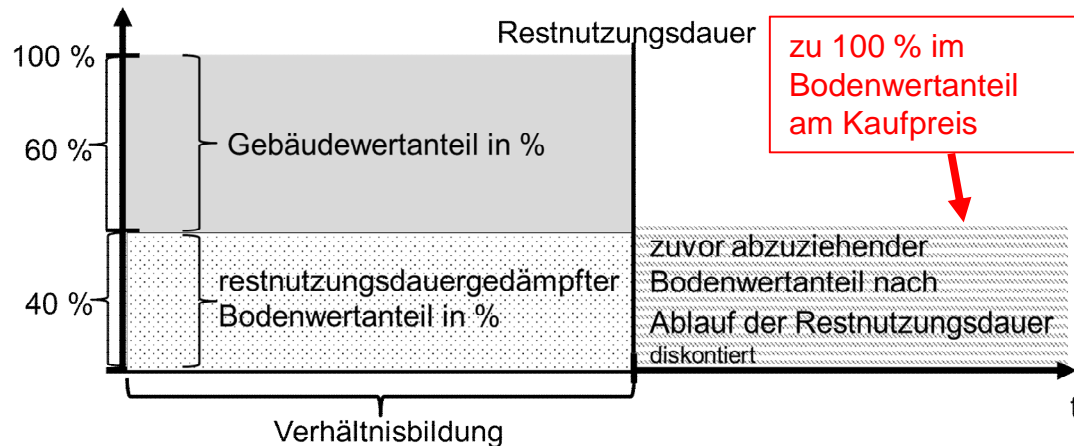 Restnutzungsdauer
zu 100 % im
Bodenwertanteil
am Kaufpreis
100 %
60 %
Gebäudewertanteil in %
40 %
restnutzungsdauergedämpfter
Bodenwertanteil in %
zuvor abzuziehender
Bodenwertanteil nach
Ablauf der Restnutzungsdauer
diskontiert
t
Verhältnisbildung